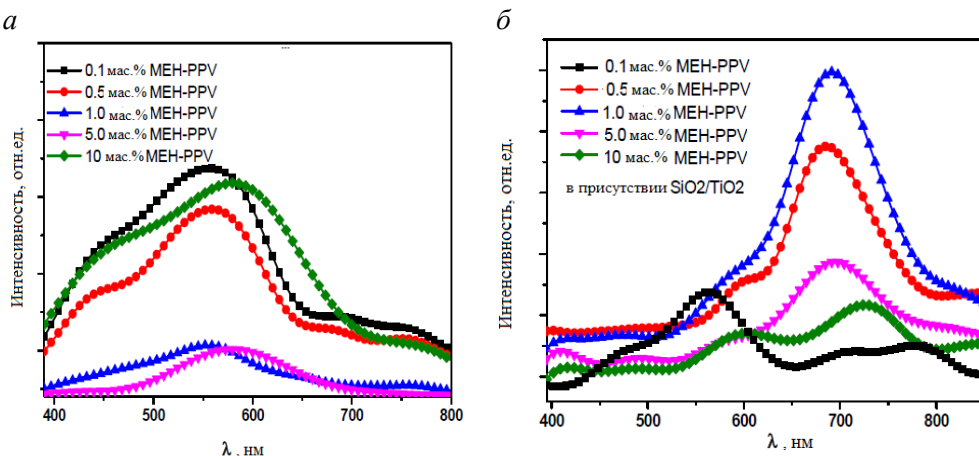 а
Интенсивность, отн.ед.
0.1 мас.% MEH-PPV
0.5 мас.% MEH-PPV
1.0 мас.% MEH-PPV
5.0 мас.% MEH-PPV
10 мас.% MEH-PPV
400 500 600 700 800
λ , нм
б
Интенсивность, отн.ед.
0.1 мас.% MEH-PPV
0.5 мас.% MEH-PPV
1.0 мас.% MEH-PPV
5.0 мас.% MEH-PPV
10 мас.% MEH-PPV
в присутствии SiO2/TiO2
400 500 600 700 800
λ , нм